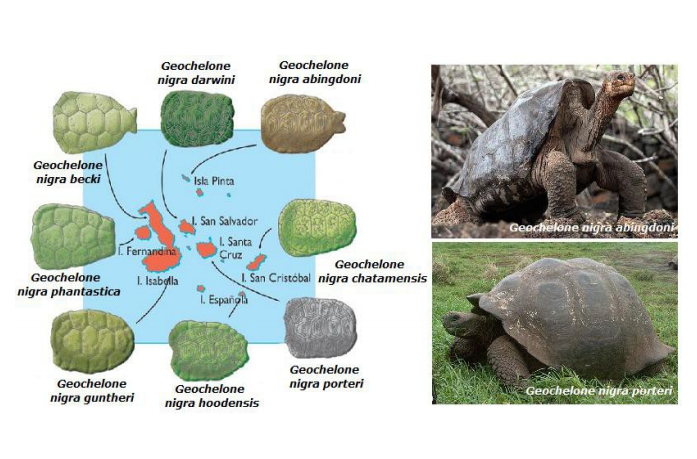 Geochelone
nigra darwini
Geochelone
nigra abingdoni
Geochelone
nigra becki
Isla Pinta
I. San Salvador
I. Santa
Cruz
I. Fernandina
I. Isabella
I. San Cristóbal
I. Española
Geochelone
nigra phantastica
Geochelone
nigra chatamensis
Geochelone
nigra guntheri
Geochelone
nigra hoodensis
Geochelone
nigra porteri
Geochelone nigra abingdoni
Geochelone nigra porteri